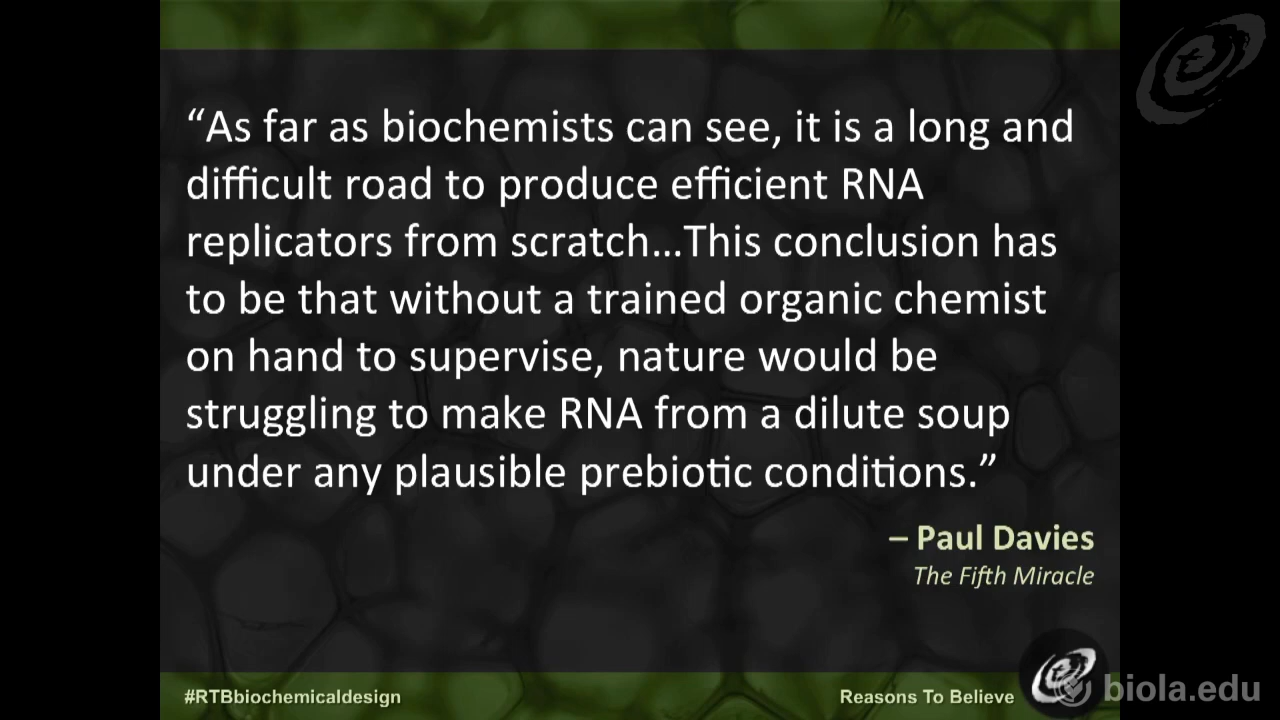 “As far as biochemists can see, it is a long and
difficult road to produce efficient RNA
replicators from scratch...This conclusion has
to be that without a trained organic chemist
on hand to supervise, nature would be
struggling to make RNA from a dilute soup
under any plausible prebiotic conditions.”
– Paul Davies
The Fifth Miracle
#RTBbiochemicaldesign
Reasons To Believe
biola.edu